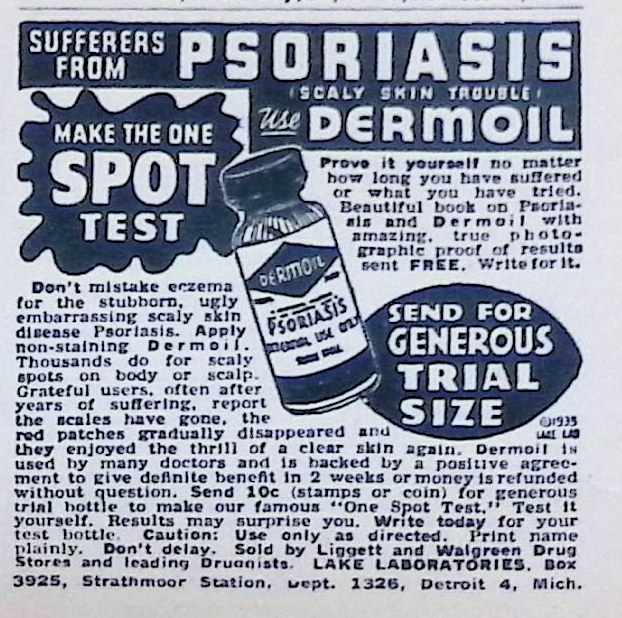 SUFFERERS FROM PSORIASIS
(SCALY SKIN TROUBLE)
use DERMOIL
MAKE THE ONE
SPOT
TEST
Prove it yourself no matter
how long you have suffered
or what you have tried.
Beautiful book on Psoria-
sis and Dermoil with
amazing, true photo-
graphic proof of results
sent FREE. Write for it.
DERMOIL
PSORIASIS
SEND FOR
GENEROUS
TRIAL
SIZE
©1935
LAKE LAB
Don't mistake eczema
for the stubborn, ugly
embarrassing scaly skin
disease Psoriasis. Apply
non-staining Dermoil.
Thousands do for scaly
spots on body or scalp.
Grateful users, often after
years of suffering, report
the scales have gone, the
red patches gradually disappeared and
they enjoyed the thrill of a clear skin again. Dermoil is
used by many doctors and is backed by a positive agree-
ment to give definite benefit in 2 weeks or money is refunded
without question. Send 10c (stamps or coin) for generous
trial bottle to make our famous "One Spot Test." Test it
yourself. Results may surprise you. Write today for your
test bottle. Caution: Use only as directed. Print name
plainly. Don't delay. Sold by Liggett and Walgreen Drug
Stores and leading Druggists. LAKE LABORATORIES, Box
3925, Strathmoor Station, Dept. 1326, Detroit 4, Mich.